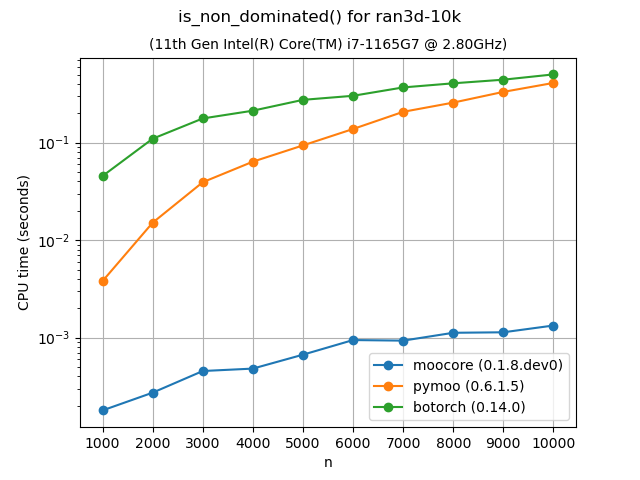 is_non_dominated() for ran3d-10k
(11th Gen Intel(R) Core(TM) i7-1165G7 @ 2.80GHz)
CPU time (seconds)
10⁻¹
10⁻²
10⁻³
moocore (0.1.8.dev0)
pymoo (0.6.1.5)
botorch (0.14.0)
1000 2000 3000 4000 5000 6000 7000 8000 9000 10000
n